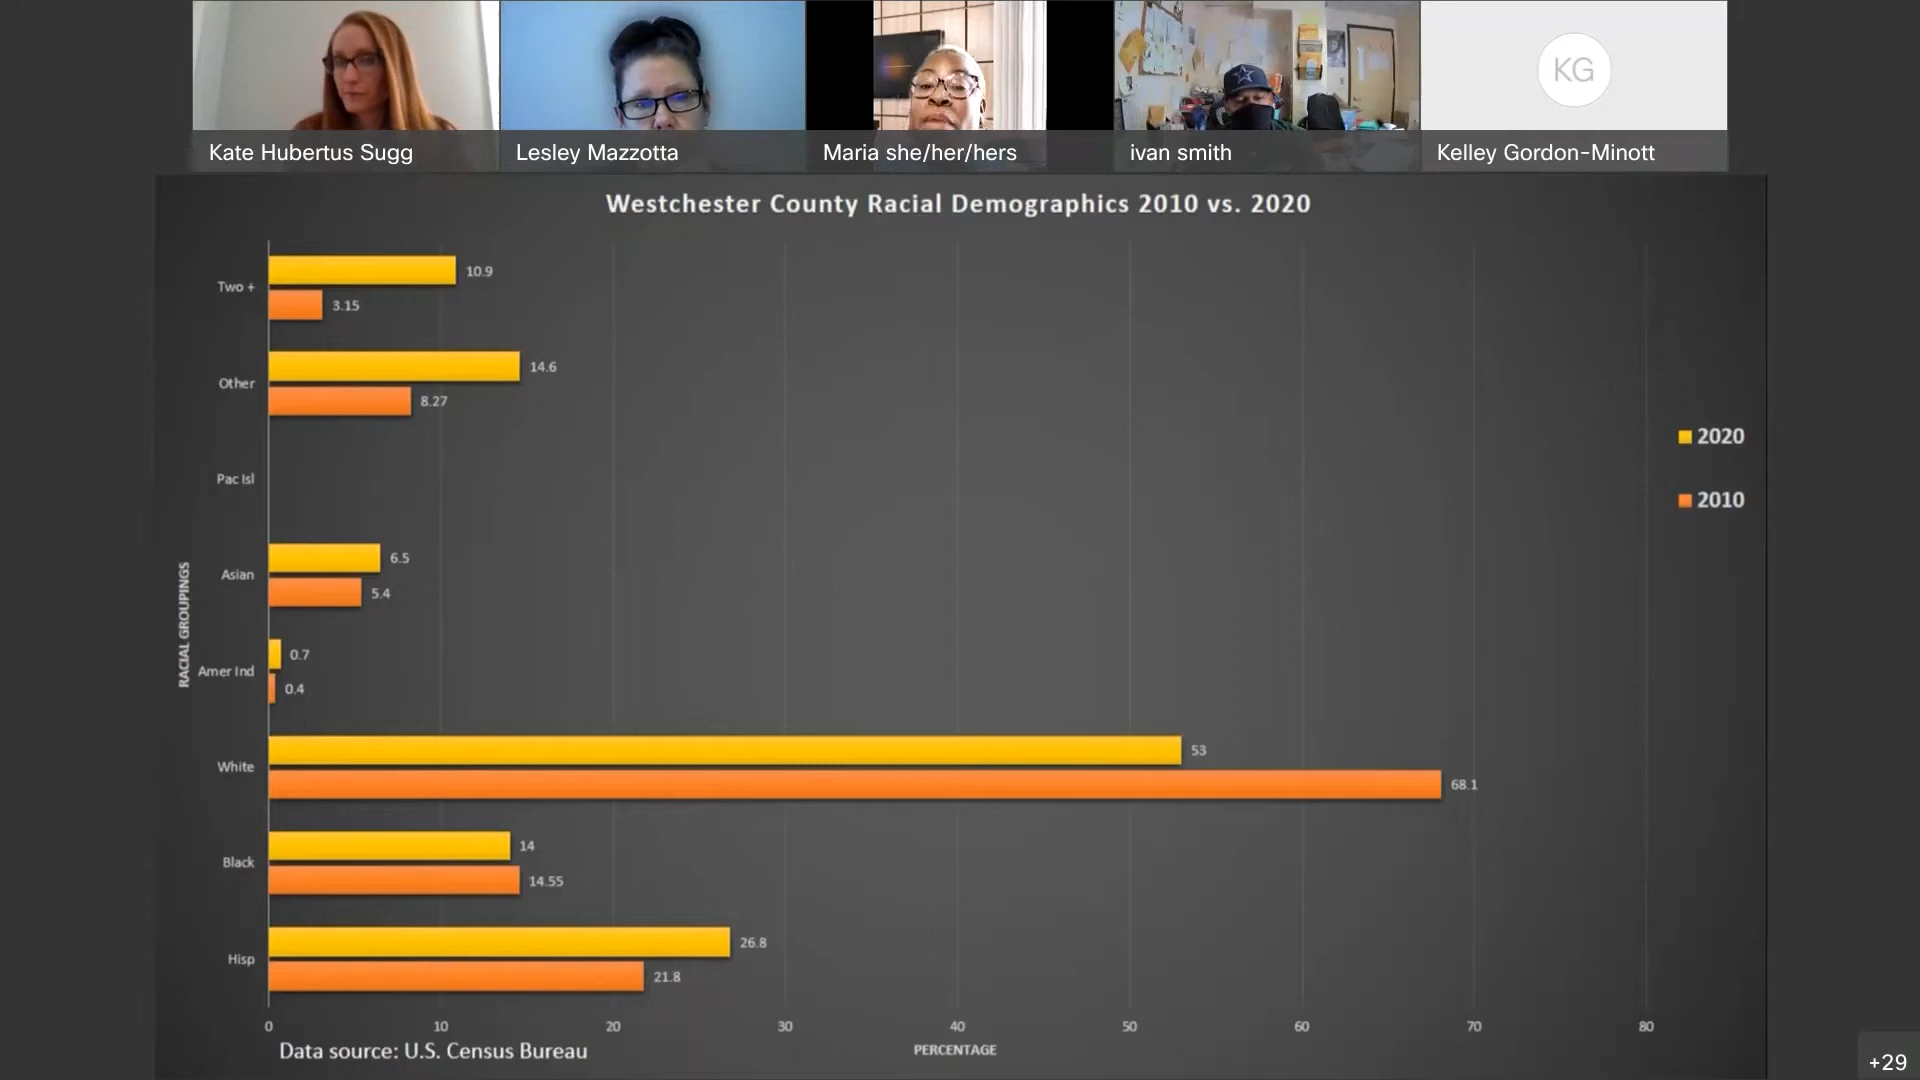 KG
Kate Hubertus Sugg
Lesley Mazzotta
Maria she/her/hers
ivan smith
Kelley Gordon-Minott
Westchester County Racial Demographics 2010 vs. 2020
Two +
10.9
3.15
Other
14.6
8.27
2020
2010
Pac Isl
Asian
6.5
5.4
RACIAL GROUPINGS
Amer Ind
0.7
0.4
White
53
68.1
Black
14
14.55
Hisp
26.8
21.8
0 10 20 30 40 50 60 70 80
PERCENTAGE
Data source: U.S. Census Bureau
+29